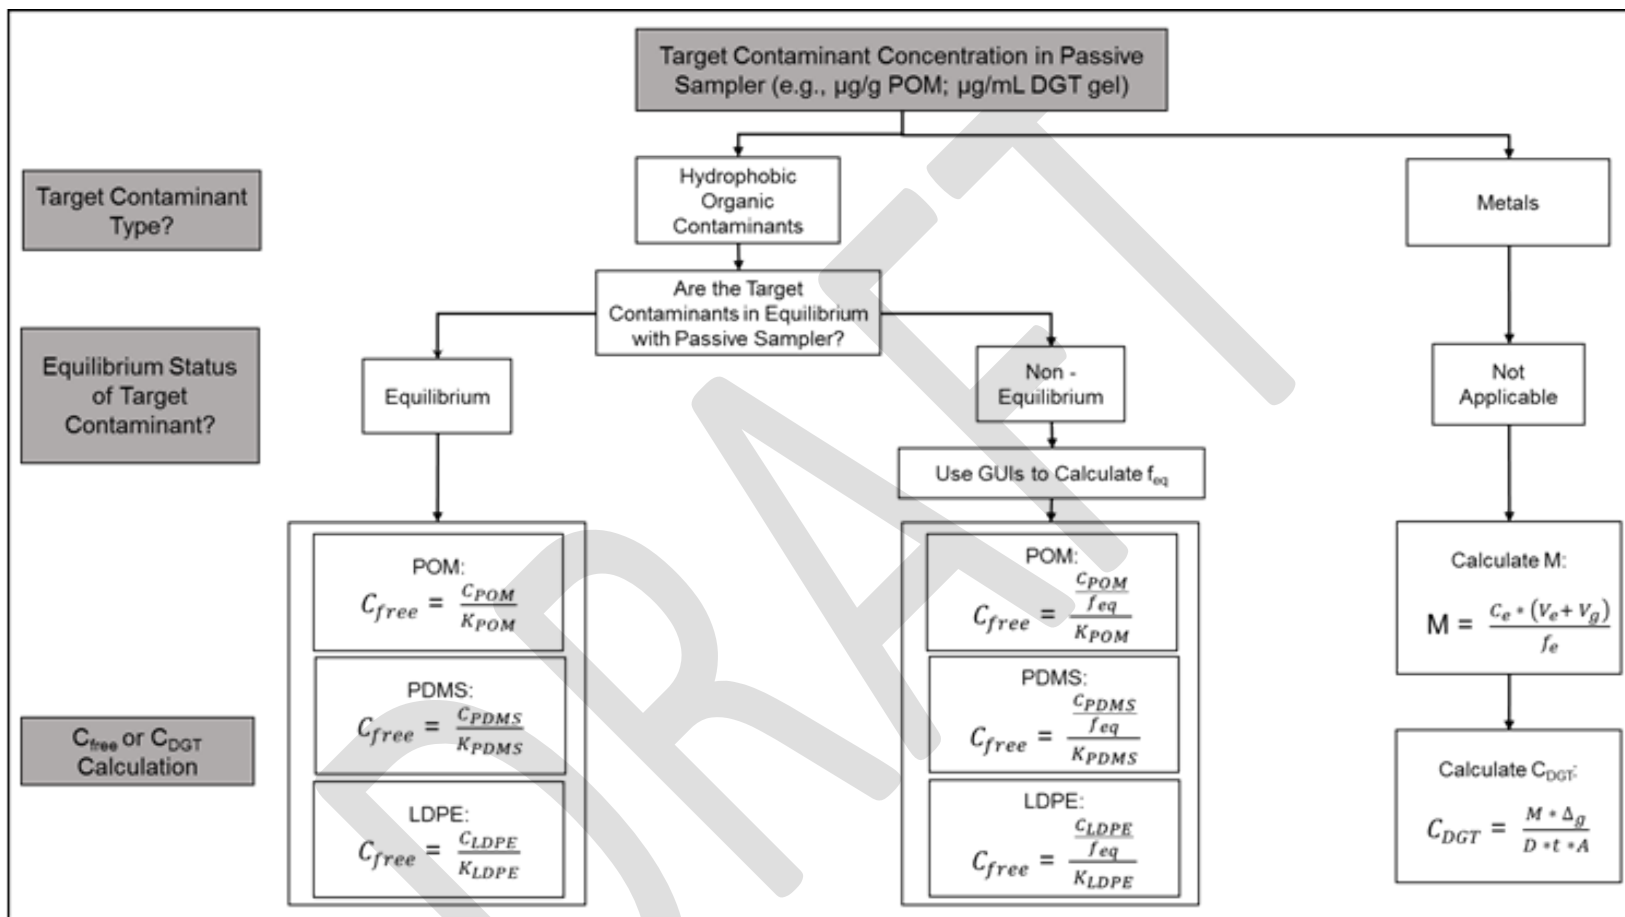 Target Contaminant Concentration in Passive
Sampler (e.g., µg/g POM; µg/mL DGT gel)
Target Contaminant
Type?
Hydrophobic
Organic
Contaminants
Metals
Are the Target
Contaminants in Equilibrium
with Passive Sampler?
Equilibrium Status
of Target
Contaminant?
Equilibrium
Non -
Equilibrium
Not
Applicable
Use GUIs to Calculate f_eq
C_free or C_DGT
Calculation
POM:
C_free = C_POM / K_POM
PDMS:
C_free = C_PDMS / K_PDMS
LDPE:
C_free = C_LDPE / K_LDPE
POM:
C_free = (C_POM / f_eq) / K_POM
PDMS:
C_free = (C_PDMS / f_eq) / K_PDMS
LDPE:
C_free = (C_LDPE / f_eq) / K_LDPE
Calculate M:
M = C_e * (V_e + V_g) / f_e
Calculate C_DGT:
C_DGT = M * Δ_g / D * t * A
DRAFT